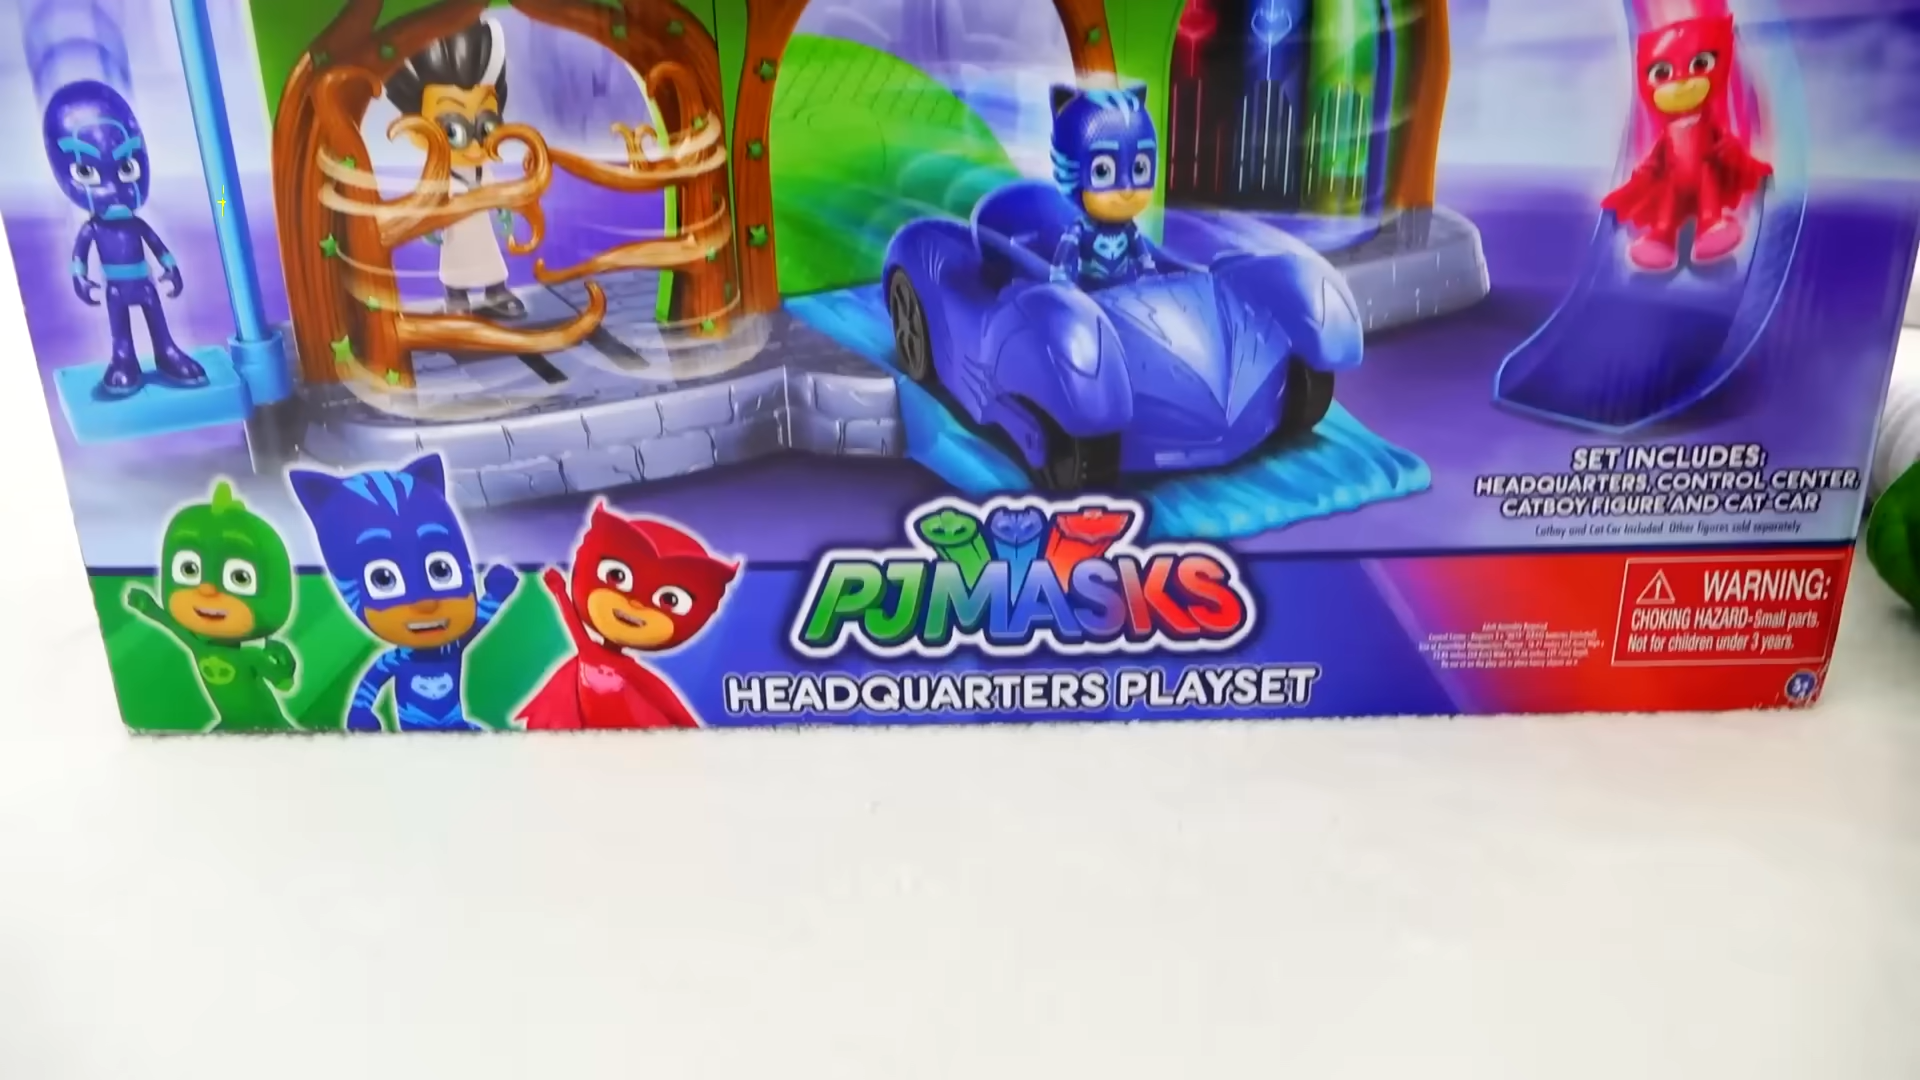 SET INCLUDES:
HEADQUARTERS, CONTROL CENTER,
CATBOY FIGURE AND CAT-CAR
Catboy and Cat-Car Included. Other figures sold separately.
PJMASKS
HEADQUARTERS PLAYSET
WARNING:
CHOKING HAZARD-Small parts.
Not for children under 3 years.
3+